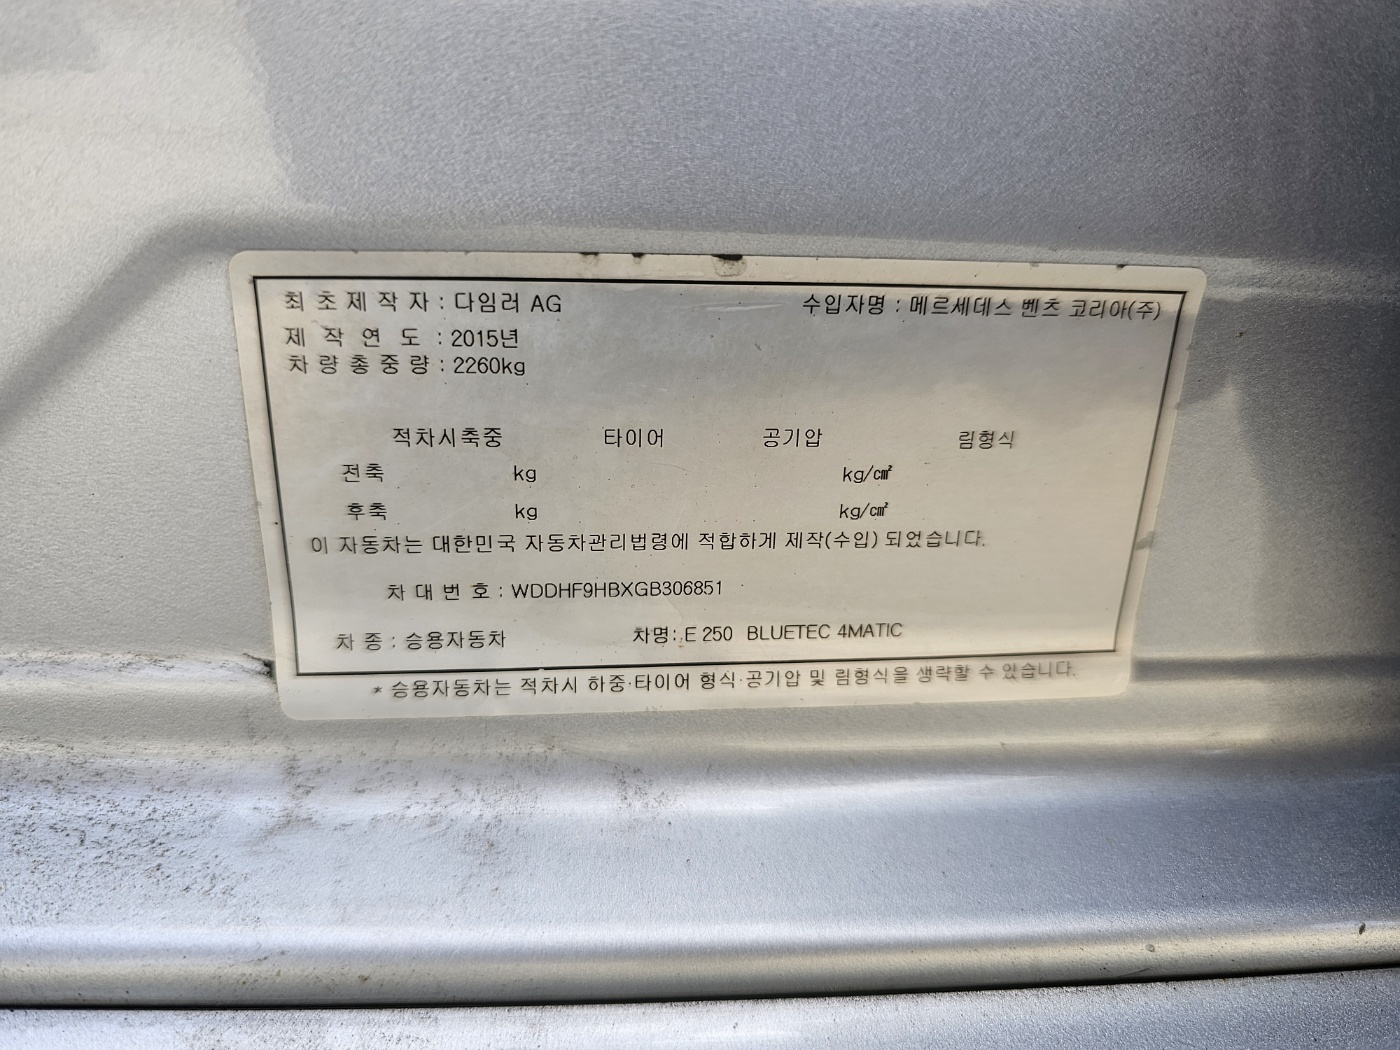 최초제작자 : 다임러 AG 수입자명 : 메르세데스 벤츠 코리아(주)
제 작 연 도 : 2015년
차량총중량 : 2260kg
적차시축중 타이어 공기압 림형식
전축 kg kg/㎠
후축 kg kg/㎠
이 자동차는 대한민국 자동차관리법령에 적합하게 제작(수입) 되었습니다.
차 대 번 호 : WDDHF9HBXGB306851
차 종 : 승용자동차 차명: E 250 BLUETEC 4MATIC
* 승용자동차는 적차시 하중·타이어 형식·공기압 및 림형식을 생략할 수 있습니다.